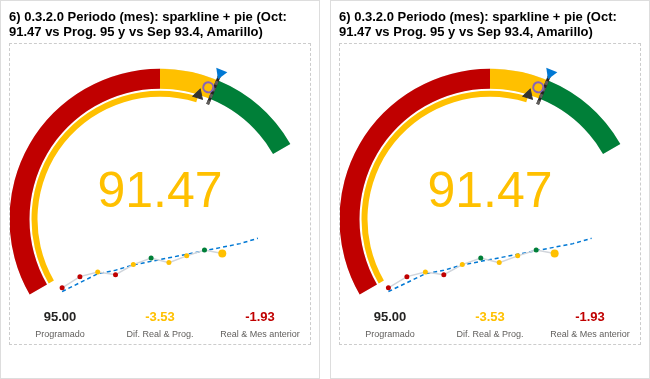 6) 0.3.2.0 Periodo (mes): sparkline + pie (Oct:
91.47 vs Prog. 95 y vs Sep 93.4, Amarillo)
91.47
95.00 -3.53 -1.93
Programado Dif. Real & Prog. Real & Mes anterior
6) 0.3.2.0 Periodo (mes): sparkline + pie (Oct:
91.47 vs Prog. 95 y vs Sep 93.4, Amarillo)
91.47
95.00 -3.53 -1.93
Programado Dif. Real & Prog. Real & Mes anterior